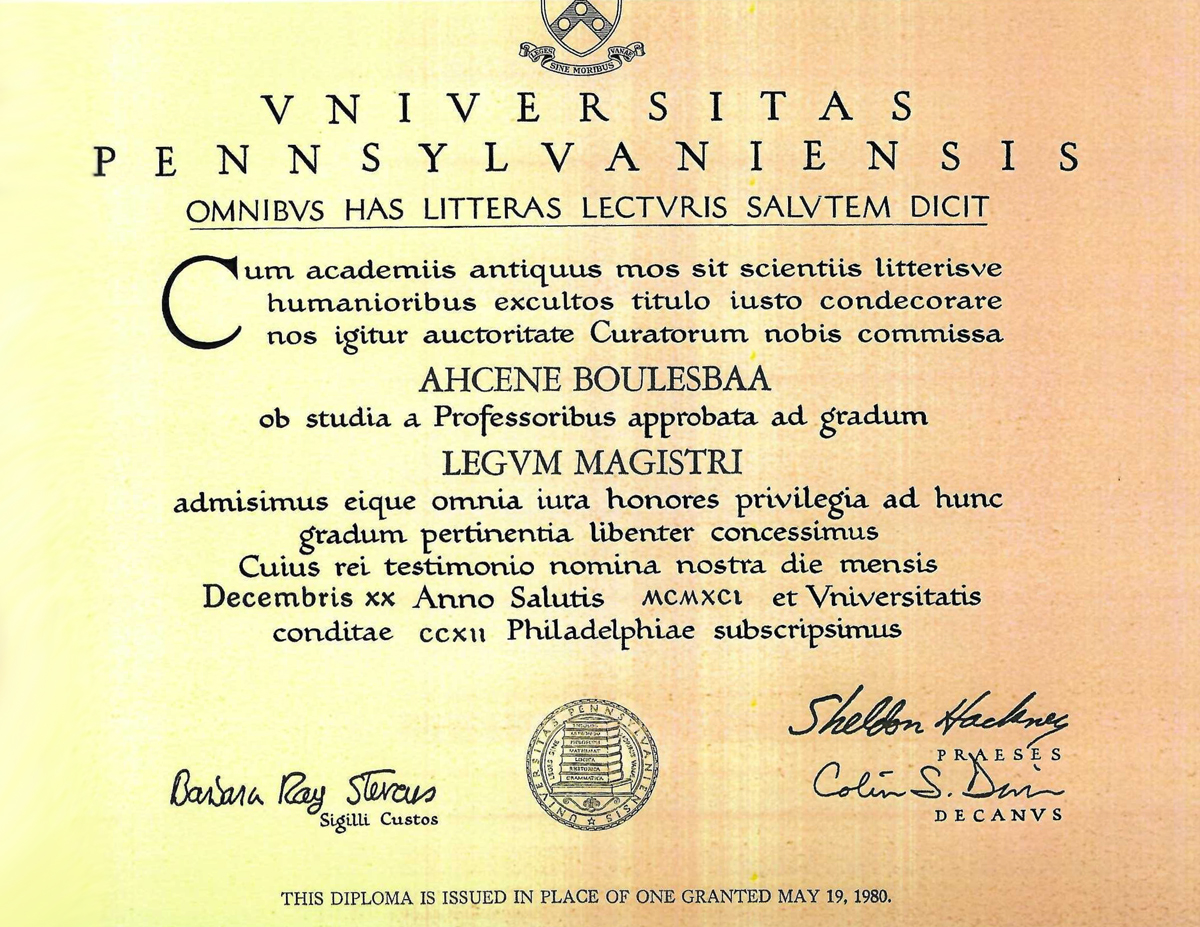 LEGES SINE MORIBUS VANAE
VNIVERSITAS
PENNSYLVANIENSIS
OMNIBVS HAS LITTERAS LECTVRIS SALVTEM DICIT
Cum academiis antiquus mos sit scientiis litterisve
humanioribus excultos titulo iusto condecorare
nos igitur auctoritate Curatorum nobis commissa
AHCENE BOULESBAA
ob studia a Professoribus approbata ad gradum
LEGVM MAGISTRI
admisimus eique omnia iura honores privilegia ad hunc
gradum pertinentia libenter concessimus
Cuius rei testimonio nomina nostra die mensis
Decembris xx Anno Salutis MCMXCI et Vniversitatis
conditae CCXII Philadelphiae subscripsimus
Sheldon Hackney
PRAESES
Colin S. 
DECANVS
Barbara Ray Stevens
Sigilli Custos
UNIVERSITAS PENNSYLVANIENSIS
THIS DIPLOMA IS ISSUED IN PLACE OF ONE GRANTED MAY 19, 1980.